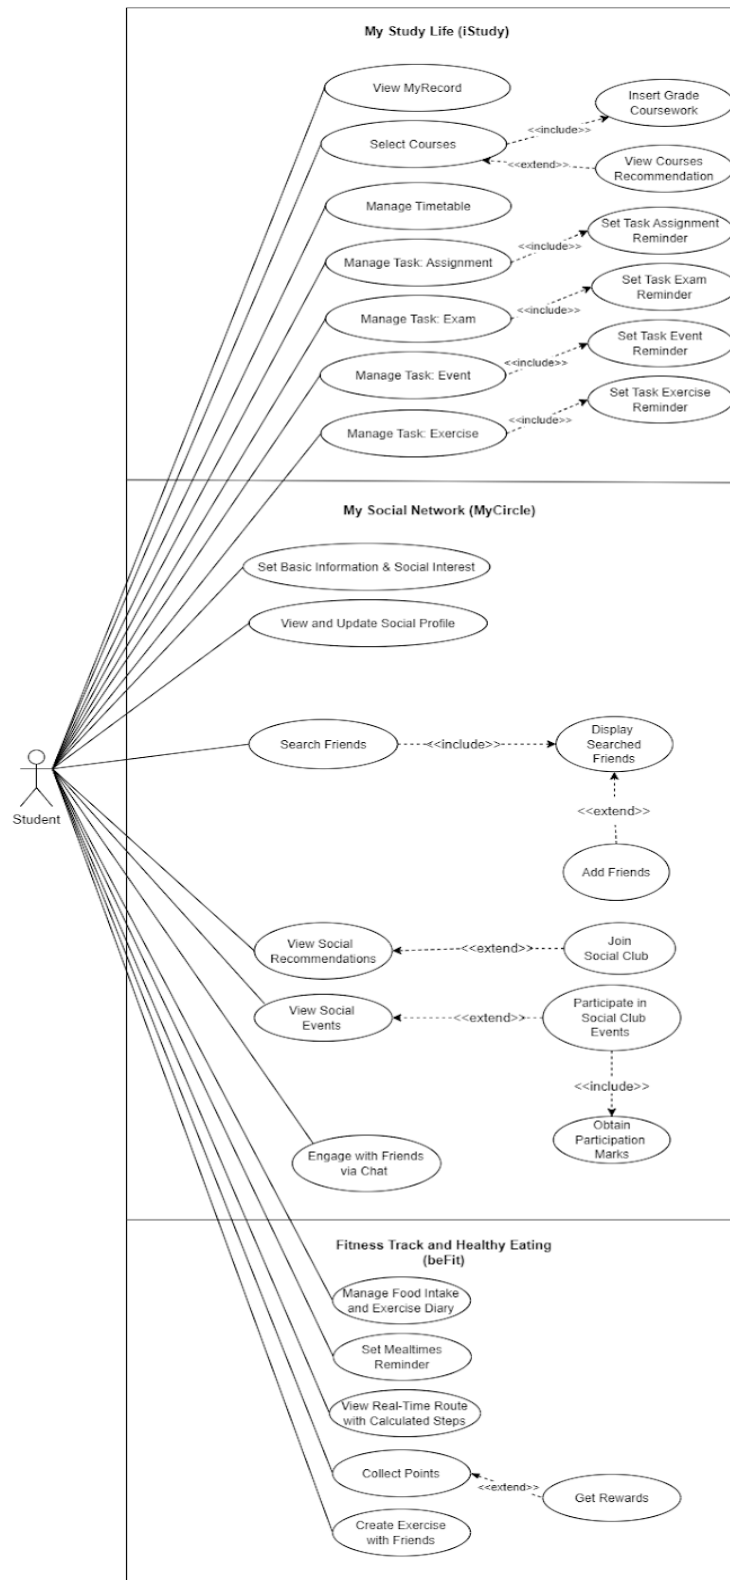 My Study Life (iStudy)
View MyRecord
Insert Grade
Coursework
<<include>>
Select Courses
<<extend>>
View Courses
Recommendation
Manage Timetable
Set Task Assignment
Reminder
<<include>>
Manage Task: Assignment
Set Task Exam
Reminder
<<include>>
Manage Task: Exam
Set Task Event
Reminder
<<include>>
Manage Task: Event
Set Task Exercise
Reminder
<<include>>
Manage Task: Exercise
My Social Network (MyCircle)
Set Basic Information & Social Interest
View and Update Social Profile
Search Friends
<<include>>
Display
Searched
Friends
<<extend>>
Student
Add Friends
View Social
Recommendations
<<extend>>
Join
Social Club
View Social
Events
<<extend>>
Participate in
Social Club
Events
<<include>>
Obtain
Participation
Marks
Engage with Friends
via Chat
Fitness Track and Healthy Eating
(beFit)
Manage Food Intake
and Exercise Diary
Set Mealtimes
Reminder
View Real-Time Route
with Calculated Steps
Collect Points
<<extend>>
Get Rewards
Create Exercise
with Friends